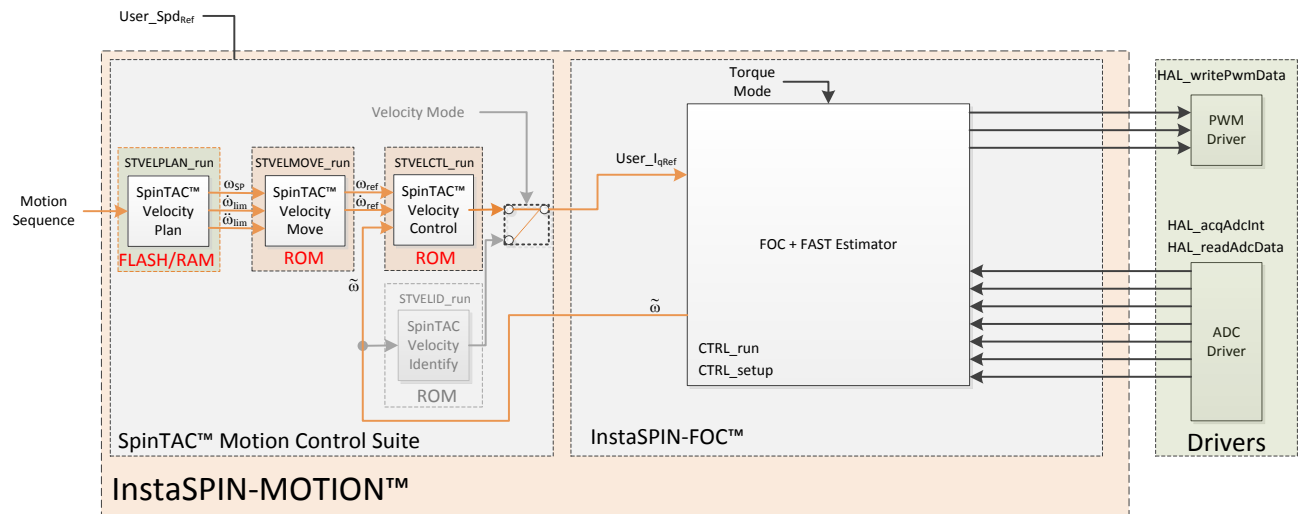 User_SpdRef
Motion
Sequence
STVELPLAN_run
SpinTAC™
Velocity
Plan
FLASH/RAM
ωSP
ω̇lim
ω̈lim
STVELMOVE_run
SpinTAC™
Velocity
Move
ROM
ωref
ω̇ref
STVELCTL_run
SpinTAC™
Velocity
Control
ROM
Velocity Mode
ω̃
STVELID_run
SpinTAC
Velocity
Identify
ROM
SpinTAC™ Motion Control Suite
User_IqRef
Torque
Mode
FOC + FAST Estimator
ω̃
CTRL_run
CTRL_setup
InstaSPIN-FOC™
InstaSPIN-MOTION™
HAL_writePwmData
PWM
Driver
HAL_acqAdcInt
HAL_readAdcData
ADC
Driver
Drivers